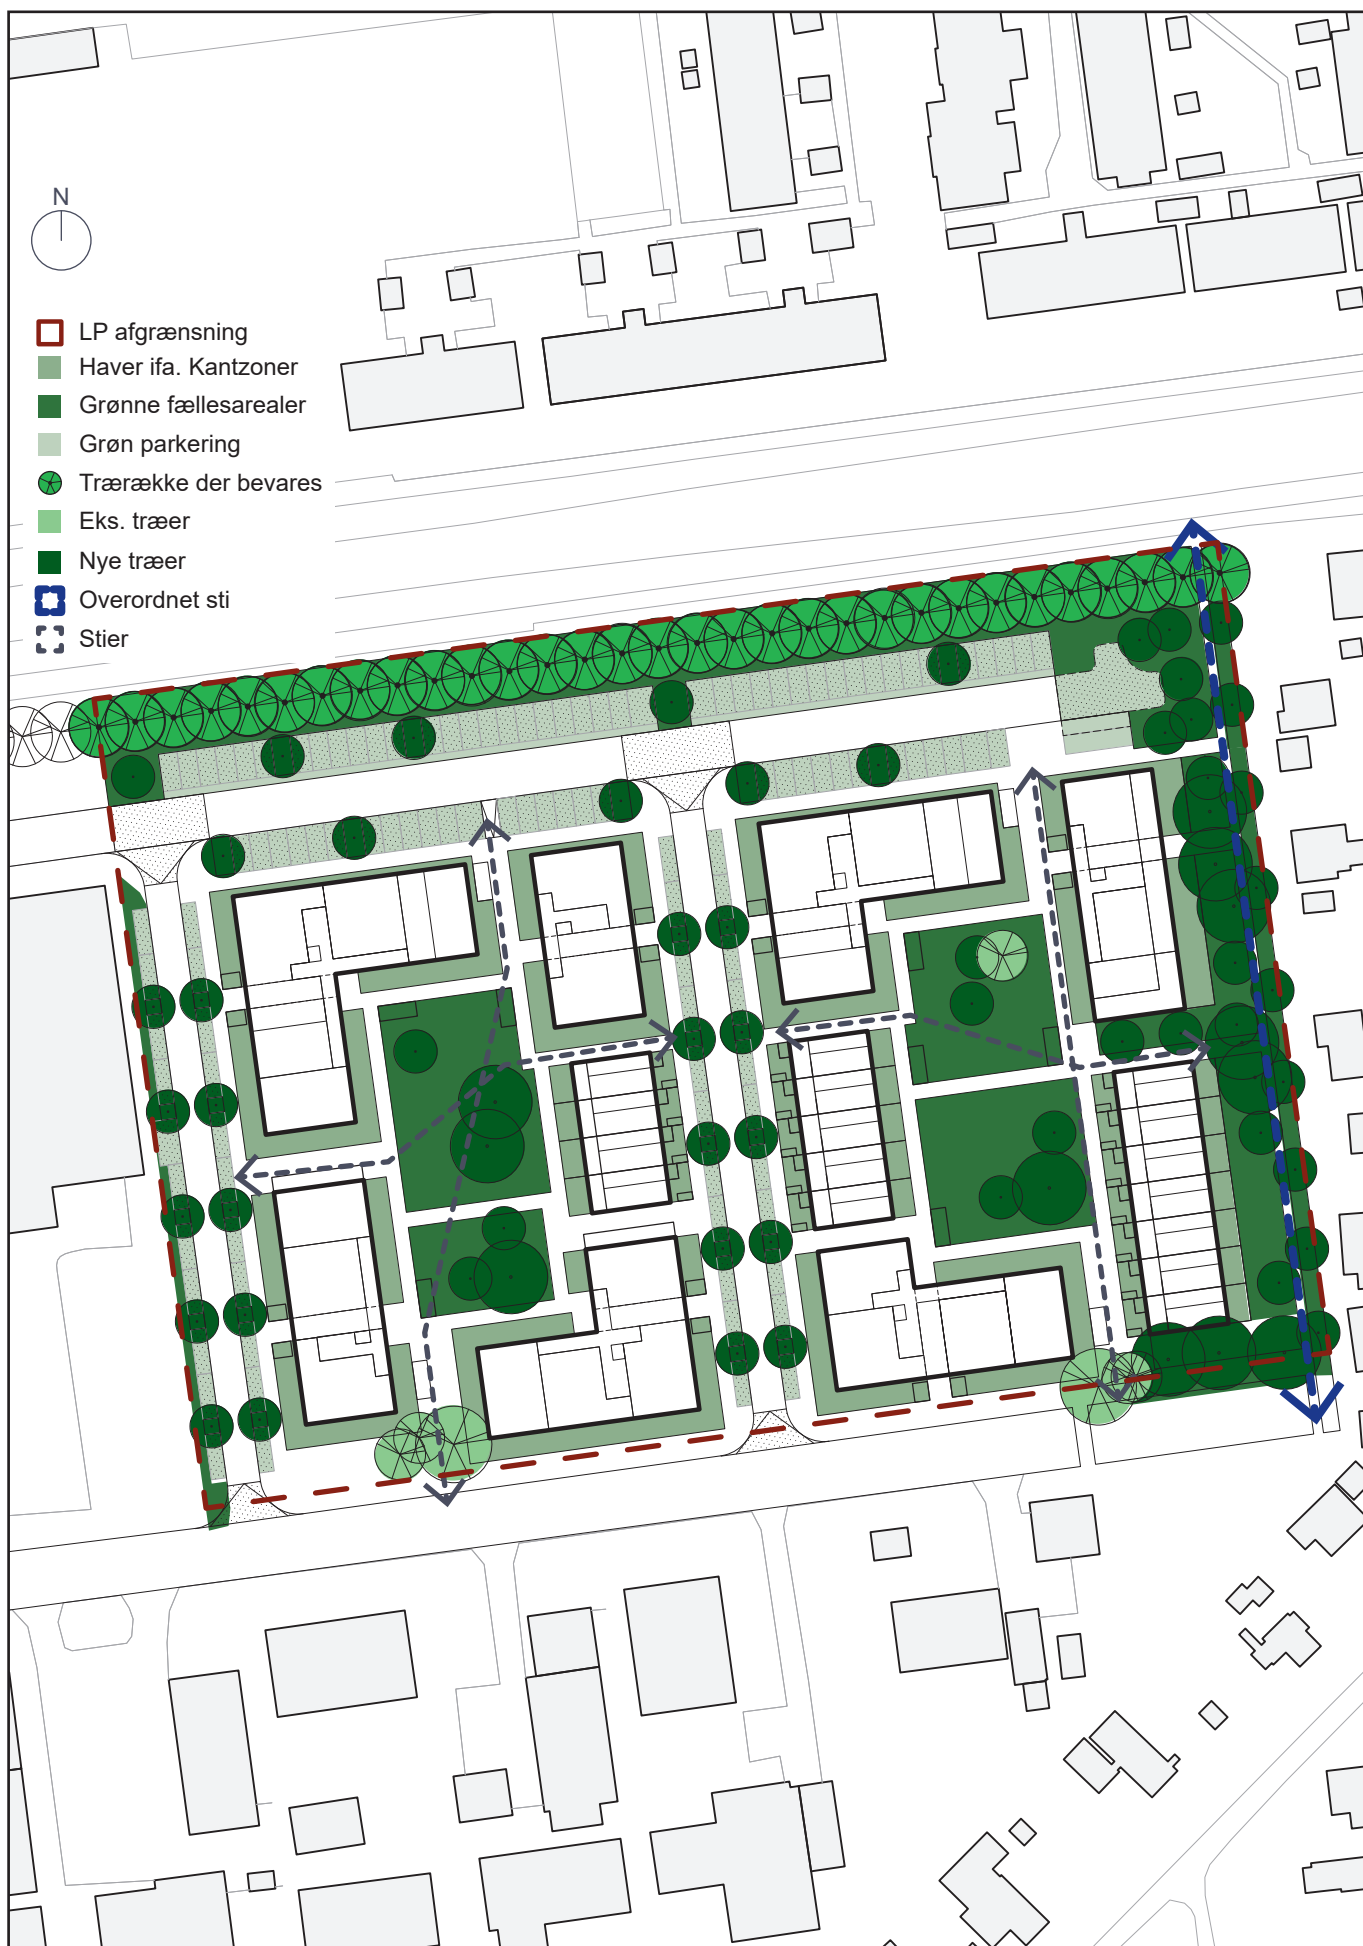 N
LP afgrænsning
Haver ifa. Kantzoner
Grønne fællesarealer
Grøn parkering
Trærække der bevares
Eks. træer
Nye træer
Overordnet sti
Stier